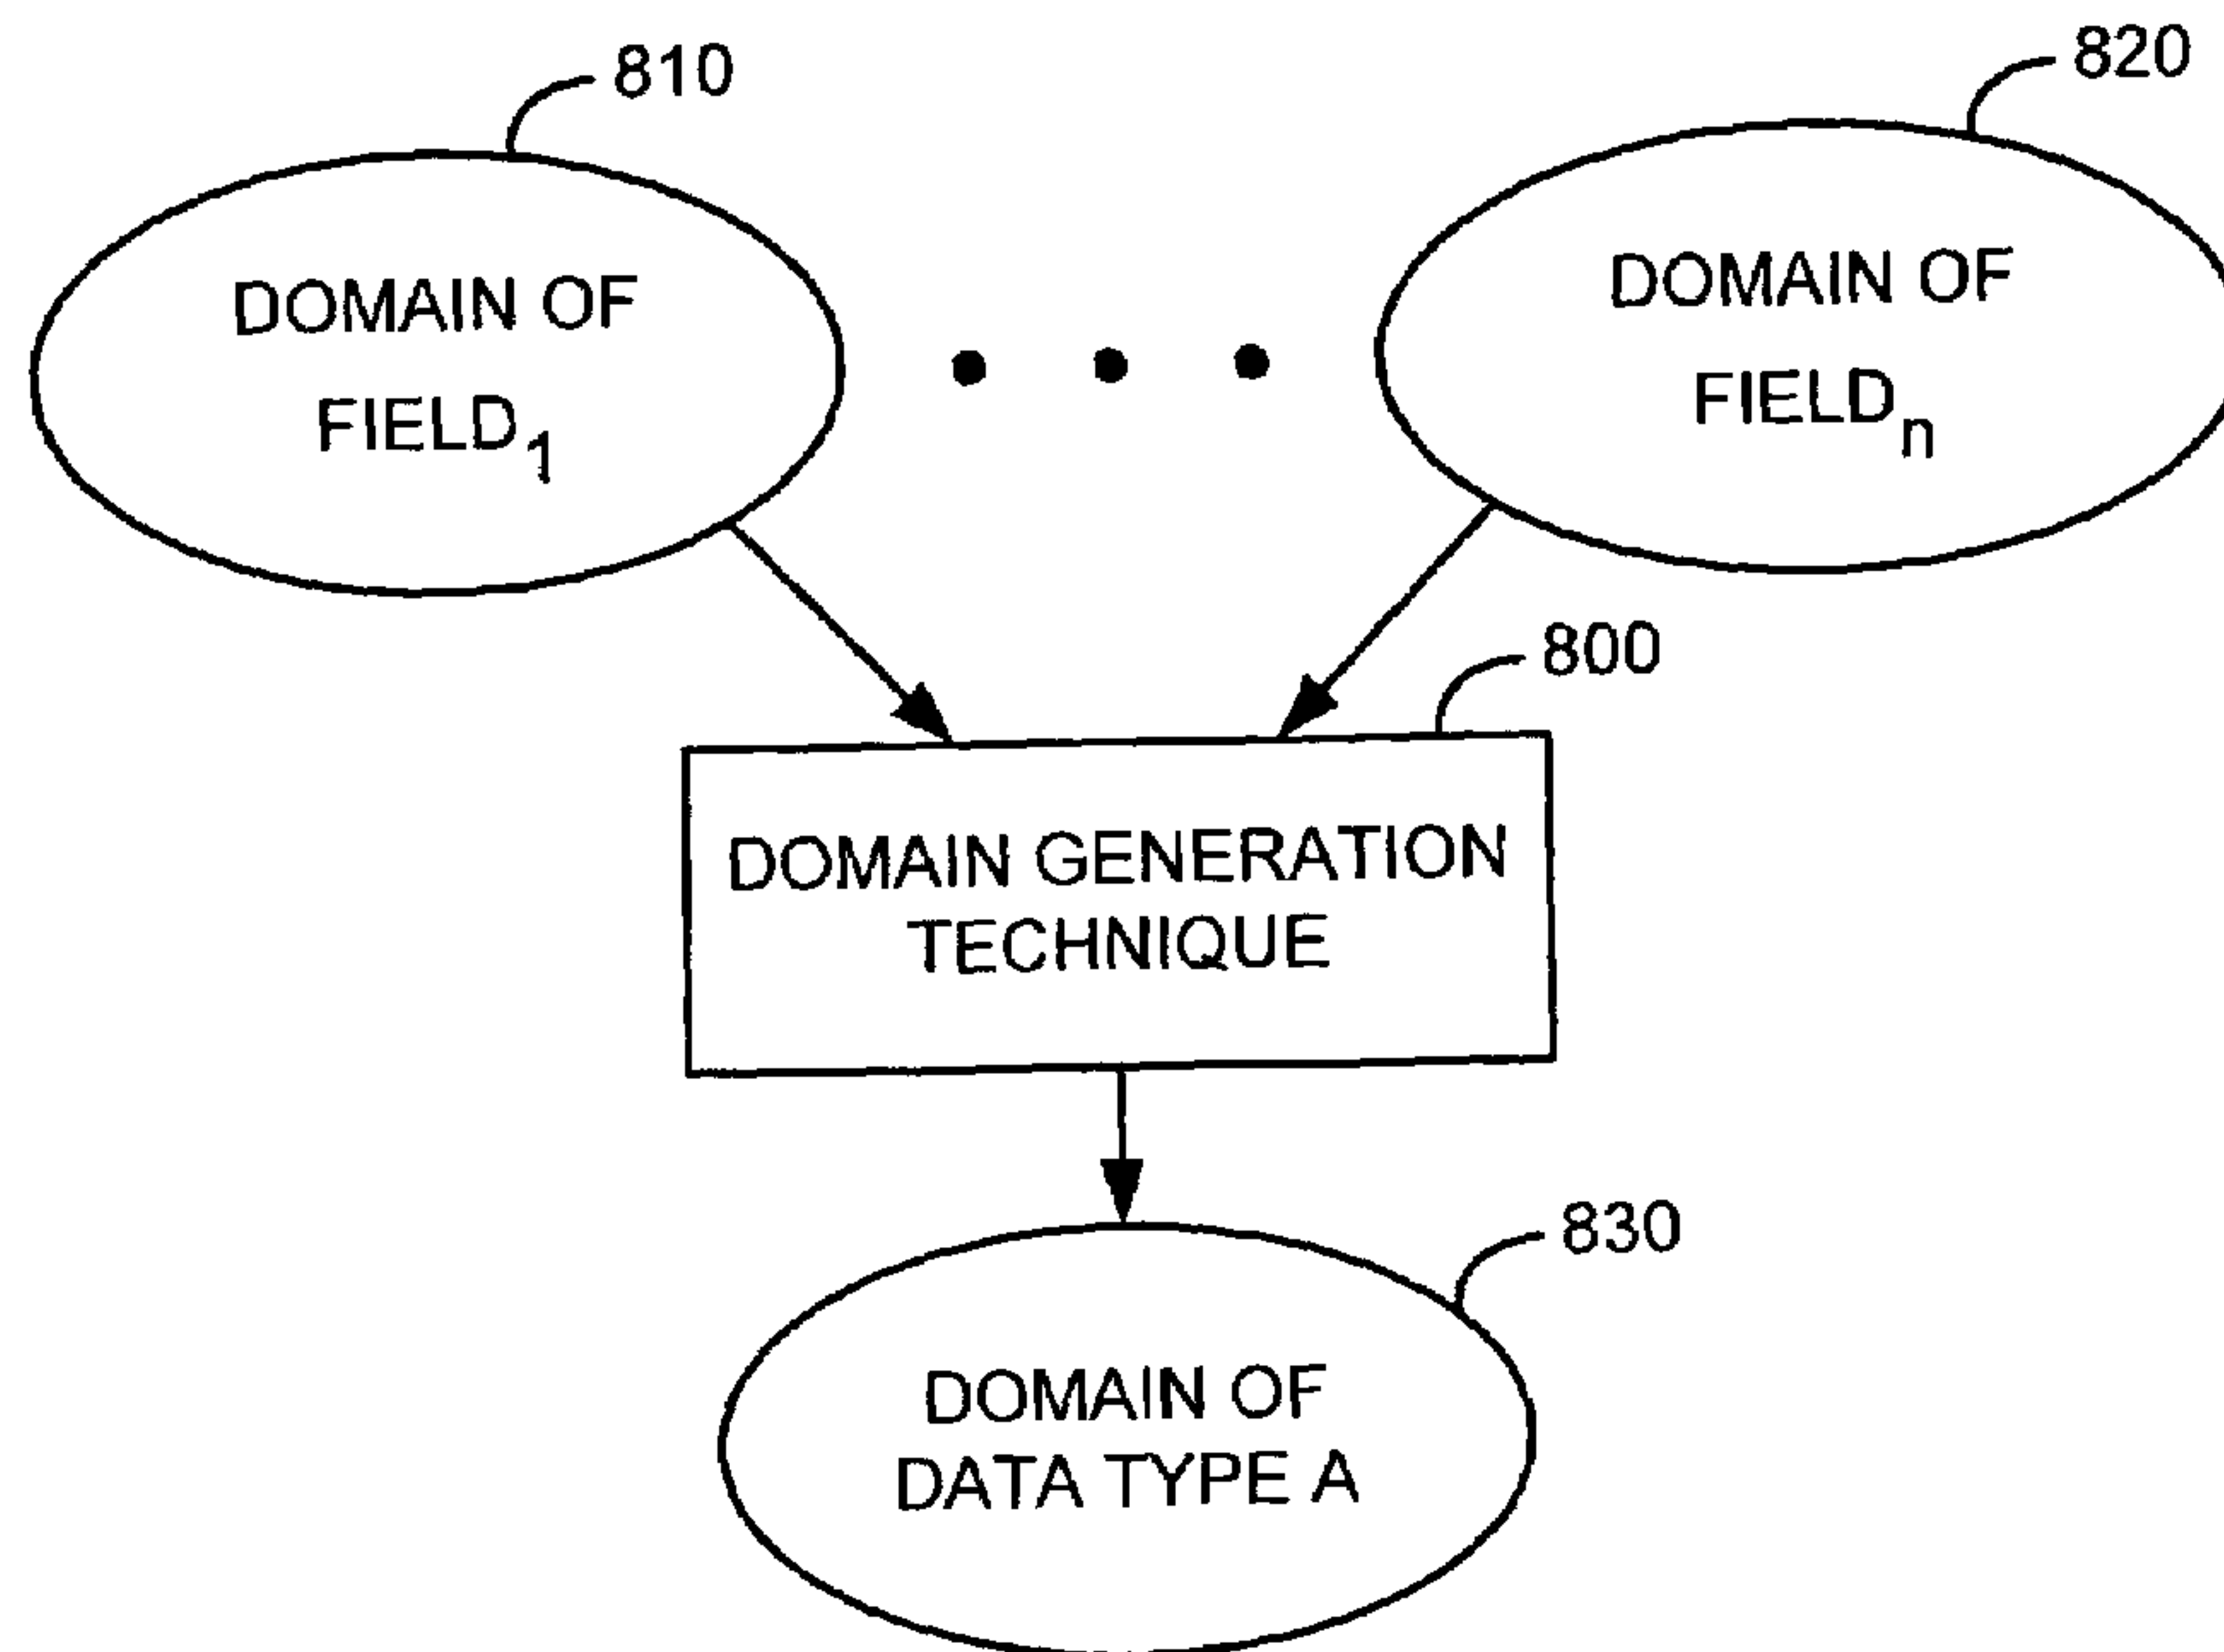 810
820
DOMAIN OF
FIELD1
DOMAIN OF
FIELDn
800
DOMAIN GENERATION
TECHNIQUE
830
DOMAIN OF
DATA TYPE A